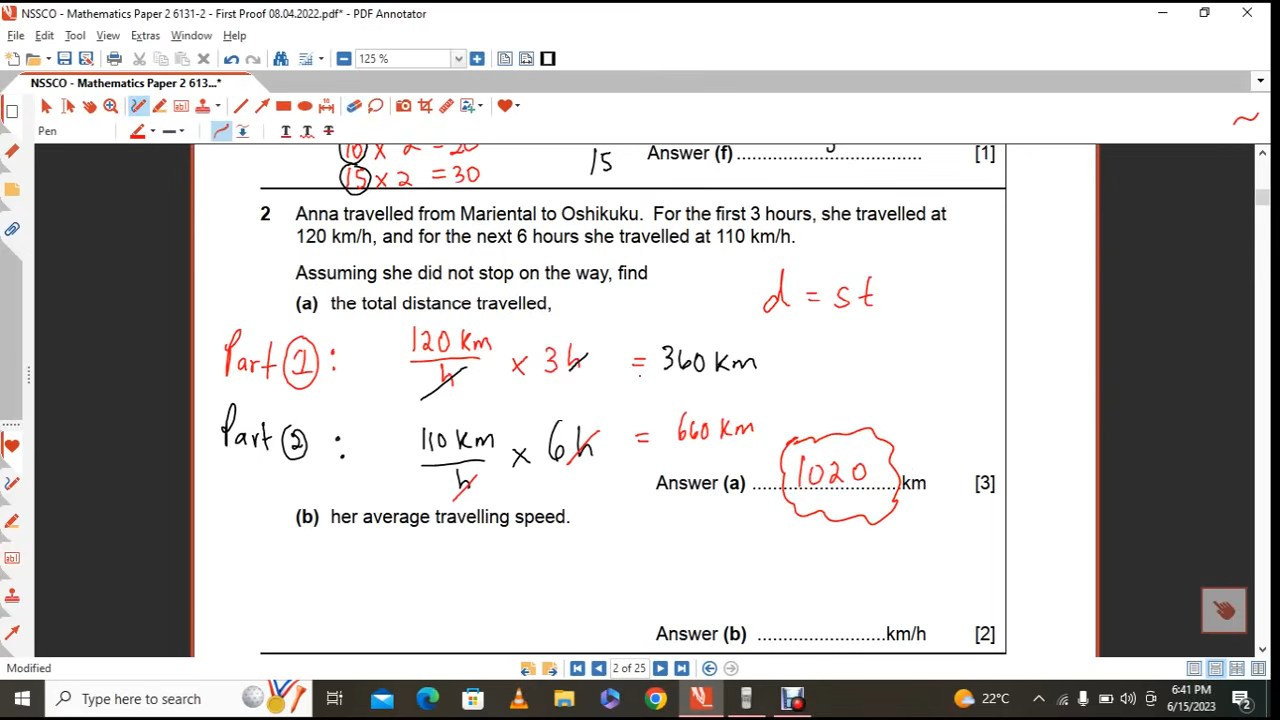 NSSCO - Mathematics Paper 2 6131-2 - First Proof 08.04.2022.pdf* - PDF Annotator
File Edit Tool View Extras Window Help
125 %
NSSCO - Mathematics Paper 2 613...*
Pen
10 x 2 = 20
15 x 2 = 30
15
Answer (f) ................................ [1]
2 Anna travelled from Mariental to Oshikuku. For the first 3 hours, she travelled at
120 km/h, and for the next 6 hours she travelled at 110 km/h.
Assuming she did not stop on the way, find
d = st
(a) the total distance travelled,
Part 1 : 120 km / h x 3h = 360 km
Part 2 : 110 km / h x 6h = 660 km
Answer (a) ............................km [3]
1020
(b) her average travelling speed.
Answer (b) .........................km/h [2]
Modified
2 of 25
Type here to search
22°C
6:41 PM
6/15/2023
2